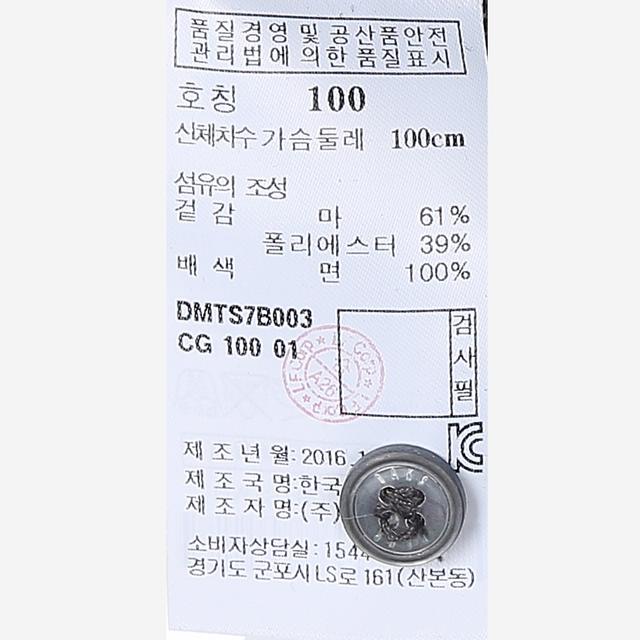 품질경영 및 공산품안전
관리법에 의한 품질표시
호칭 100
신체치수 가슴둘레 100cm
섬유의 조성
겉감 마 61%
폴리에스터 39%
배색 면 100%
DMTS7B003
CG 100 01
검사필
제조년월: 2016.
제조국명: 한국
제조자명: (주)
소비자상담실: 1544
경기도 군포시 LS로 161 (산본동)